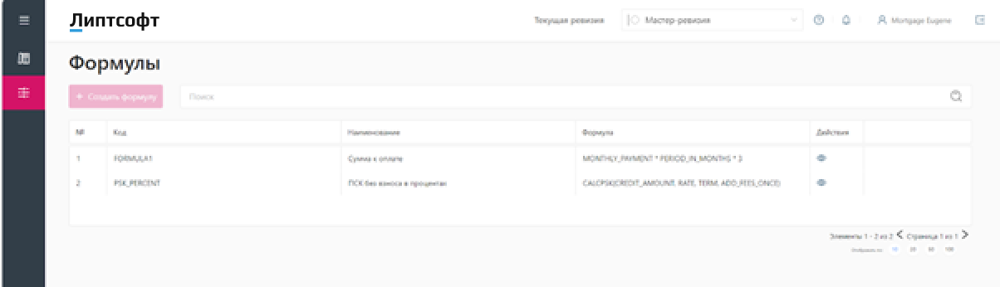 Липтсофт
Текущая ревизия
Мастер-ревизия
Mortgage Eugene
Формулы
+ Создать формулу
Поиск
№ Код Наименование Формула Действия
1 FORMULA1 Сумма к оплате MONTHLY_PAYMENT * PERIOD_IN_MONTHS * 3
2 PSK_PERCENT ПСК без взноса в процентах CALCPSK(CREDIT_AMOUNT, RATE, TERM, ADD_FEES_ONCE)
Элементы 1 - 2 из 2 Страница 1 из 1
Отображать по: 10 20 50 100